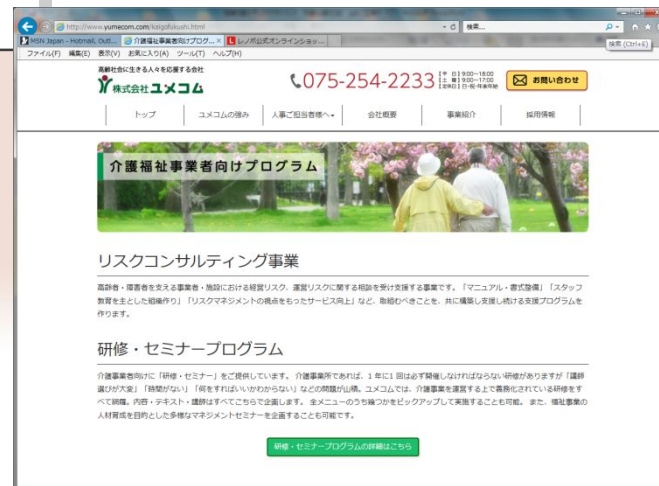 http://www.yumecom.com/kaigofukushi.html
検索...
MSN Japan - Hotmail, Outl...
介護福祉事業者向けプログ...
レノボ公式オンラインショッ...
検索 (Ctrl+E)
ファイル(F) 編集(E) 表示(V) お気に入り(A) ツール(T) ヘルプ(H)
高齢社会に生きる人々を応援する会社
株式会社ユメコム
075-254-2233
【平 日】9:00~18:00
【土 曜】9:00~17:00
【定休日】日・祝・年末年始
お問い合わせ
トップ
ユメコムの強み
人事ご担当者様へ
会社概要
事業紹介
採用情報
介護福祉事業者向けプログラム
リスクコンサルティング事業
高齢者・障害者を支える事業者・施設における経営リスク、運営リスクに関する相談を受け支援する事業です。「マニュアル・書式整備」「スタッフ
教育を主とした組織作り」「リスクマネジメントの視点をもったサービス向上」など、取組むべきことを、共に構築し支援し続ける支援プログラムを
作ります。
研修・セミナープログラム
介護事業者向けに「研修・セミナー」をご提供しています。 介護事業所であれば、1年に1回は必ず開催しなければならない研修がありますが「講師
選びが大変」「時間がない」「何をすればいいかわからない」などの問題が山積。ユメコムでは、介護事業を運営する上で義務化されている研修をす
べて網羅。内容・テキスト・講師はすべてこちらで企画します。 全メニューのうち幾つかをピックアップして実施することも可能。 また、福祉事業の
人材育成を目的とした多様なマネジメントセミナーを企画することも可能です。
研修・セミナープログラムの詳細はこちら